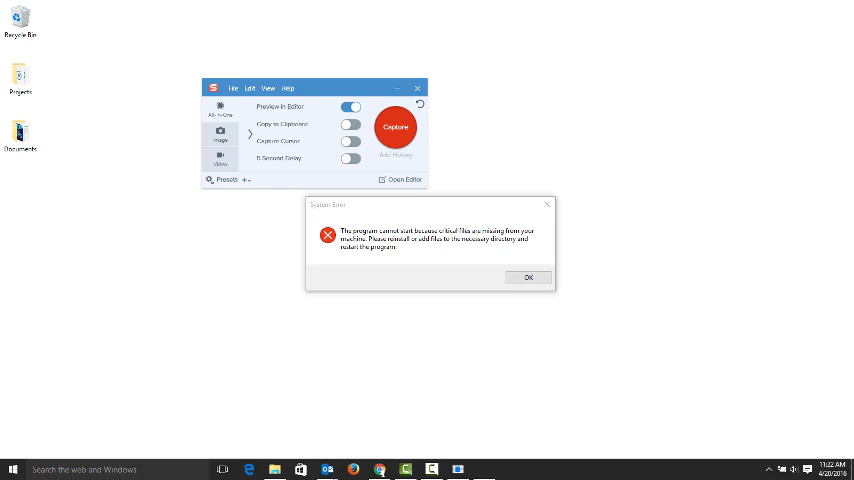 Recycle Bin
Projects
Documents
S
File Edit View Help
All-in-One
Image
Video
Preview in Editor
Copy to Clipboard
Capture Cursor
5 Second Delay
Capture
Add Hotkey
Presets
Open Editor
System Error
The program cannot start because critical files are missing from your
machine. Please reinstall or add files to the necessary directory and
restart the program.
OK
Search the web and Windows
11:22 AM
4/20/2016